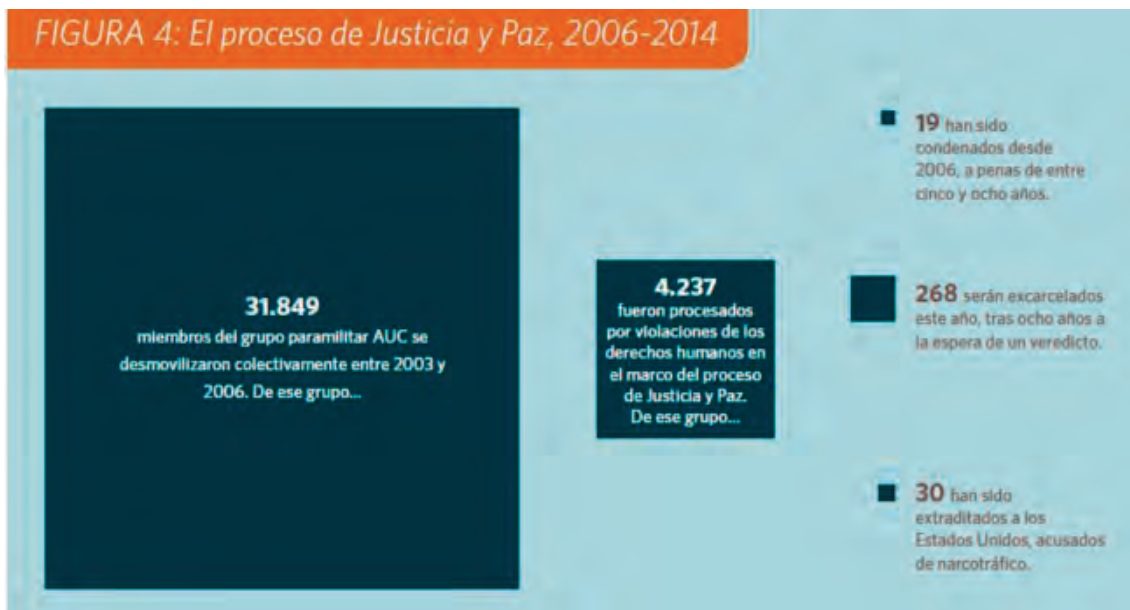 FIGURA 4: El proceso de Justicia y Paz, 2006-2014
31.849
miembros del grupo paramilitar AUC se
desmovilizaron colectivamente entre 2003 y
2006. De ese grupo...
4.237
fueron procesados
por violaciones de los
derechos humanos en
el marco del proceso
de Justicia y Paz.
De ese grupo...
19 han sido
condenados desde
2006, a penas de entre
cinco y ocho años.
268 serán excarcelados
este año, tras ocho años a
la espera de un veredicto.
30 han sido
extraditados a los
Estados Unidos, acusados
de narcotráfico.